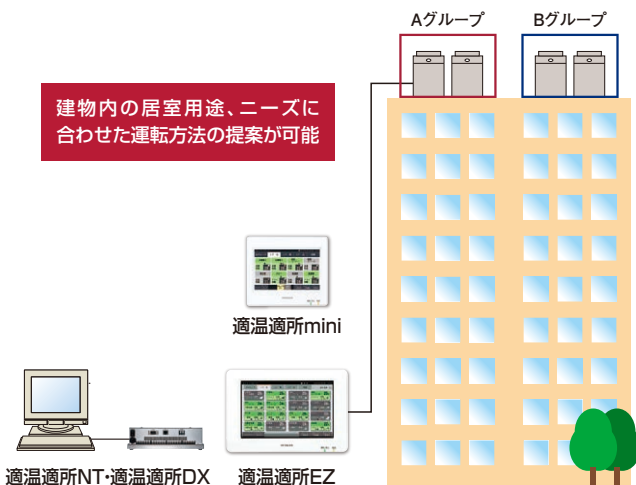 Aグループ
Bグループ
建物内の居室用途、ニーズに
合わせた運転方法の提案が可能
適温適所mini
適温適所NT・適温適所DX
適温適所EZ